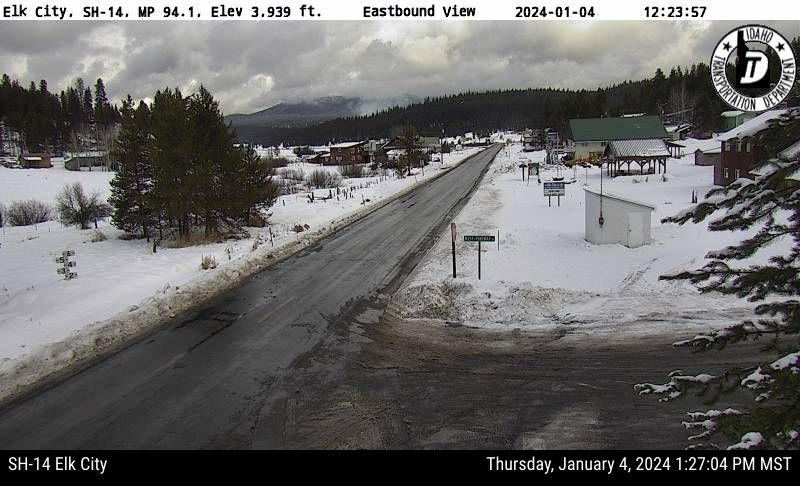 Elk City, SH-14, MP 94.1, Elev 3,939 ft. Eastbound View 2024-01-04 12:23:57
IDAHO
TRANSPORTATION DEPARTMENT
SH-14 Elk City Thursday, January 4, 2024 1:27:04 PM MST